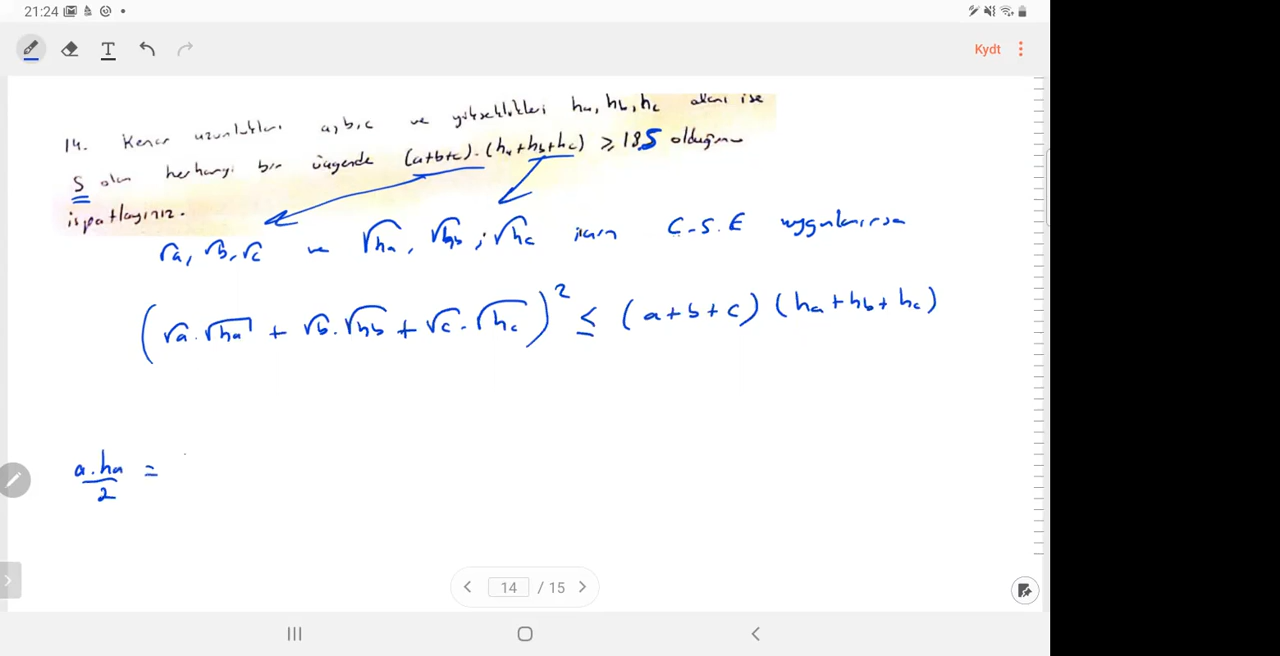 21:24
T
Kydt
14. Kenar uzunlukları a,b,c ve yükseklikleri ha, hb, hc alanı ise
S olan herhangi bir üçgende (a+b+c).(ha+hb+hc) ≥ 18S olduğunu
ispatlayınız.
√a, √b, √c ve √ha, √hb, √hc için C-S.E uygulanırsa
(√a.√ha + √b.√hb + √c.√hc)² ≤ (a+b+c)(ha+hb+hc)
a.ha/2 =
14 / 15